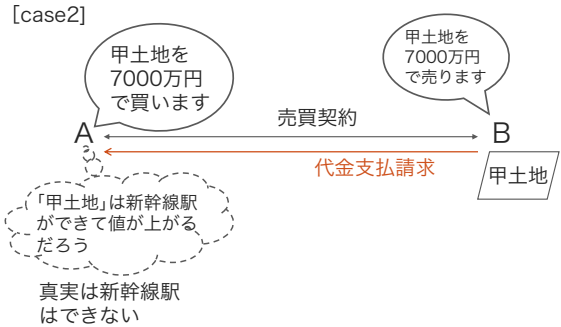 [case2]
甲土地を
7000万円
で買います
甲土地を
7000万円
で売ります
A
売買契約
B
代金支払請求
甲土地
「甲土地」は新幹線駅
ができて値が上がる
だろう
真実は新幹線駅
はできない